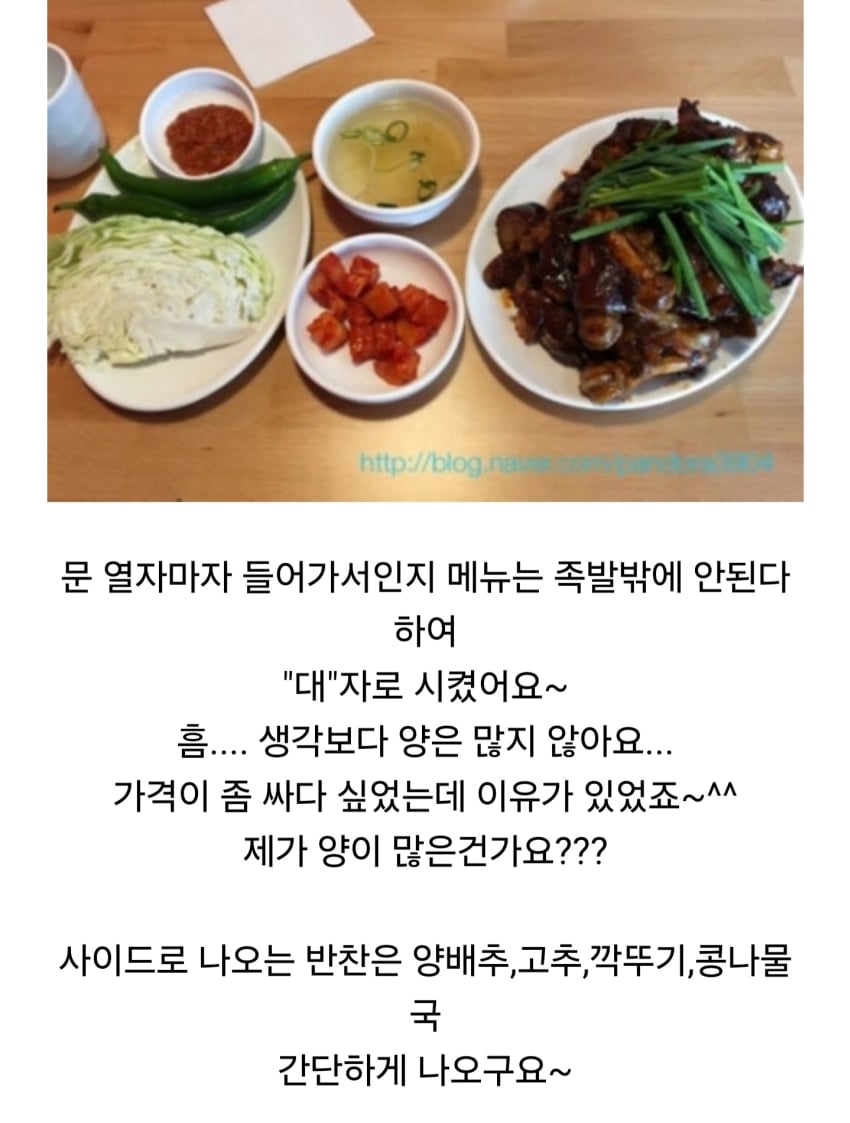 http://blog.naver.com/
문 열자마자 들어가서인지 메뉴는 족발밖에 안된다
하여
"대"자로 시켰어요~
흠.... 생각보다 양은 많지 않아요...
가격이 좀 싸다 싶었는데 이유가 있었죠~^^
제가 양이 많은건가요???
사이드로 나오는 반찬은 양배추,고추,깍뚜기,콩나물
국
간단하게 나오구요~